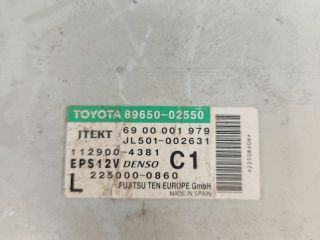 TOYOTA 89650-02550
JTEKT 69 00 001 979
JL501-002631
112900-4381
EPS12V DENSO C1
L 225000-0860
FUJITSU TEN EUROPE GmbH
MADE IN SPAIN